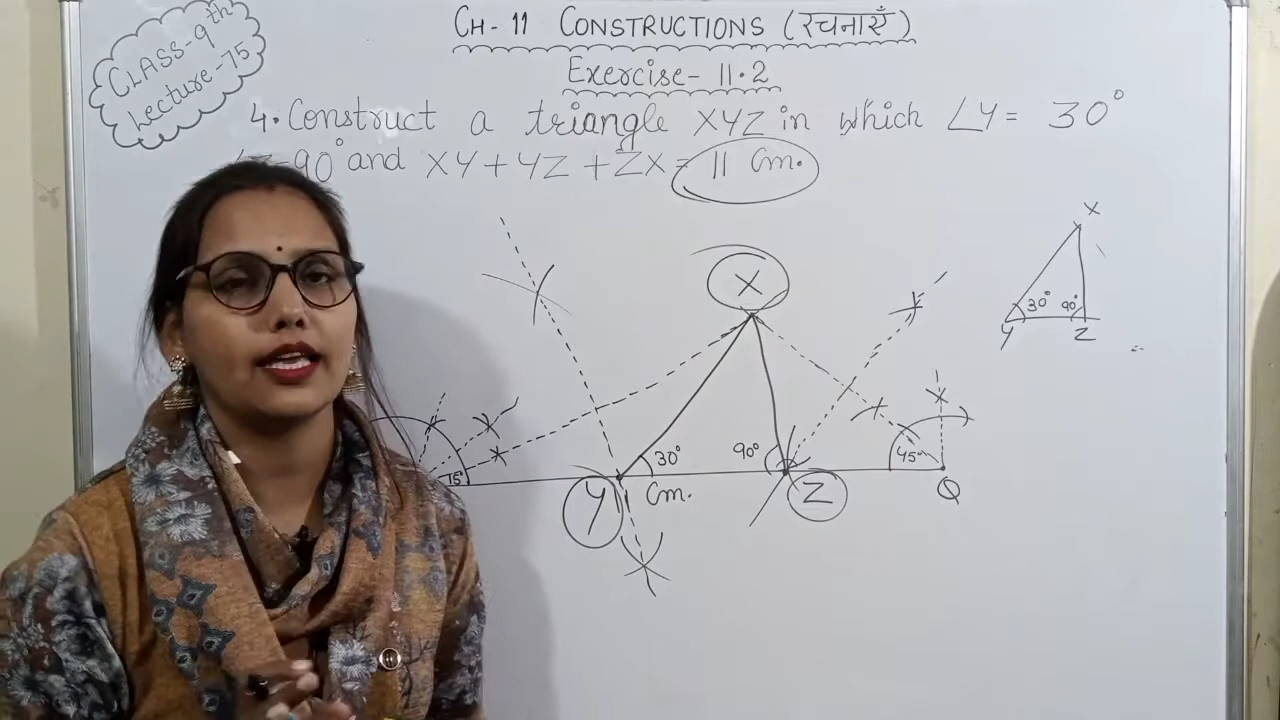 CLASS-9th
Lecture-75
CH-11 CONSTRUCTIONS (रचनाएँ)
Exercise-11.2
4. Construct a triangle XYZ in which ∠Y = 30°
90° and XY + YZ + ZX = 11 Cm.
X
30° 90°
Y Z
X
15° 30° 90° 45°
Y Cm. Z Q